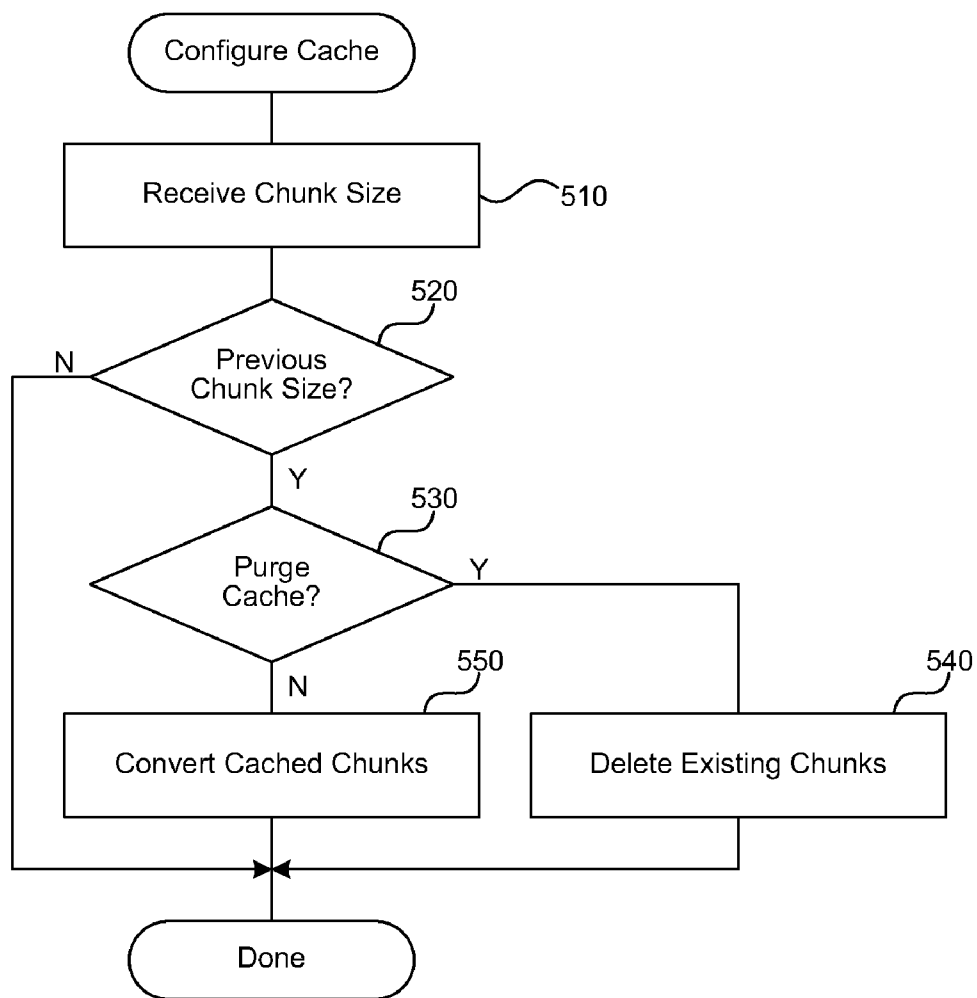 Configure Cache
Receive Chunk Size
510
520
N
Previous
Chunk Size?
Y
530
Purge
Cache?
Y
N
550
540
Convert Cached Chunks
Delete Existing Chunks
Done